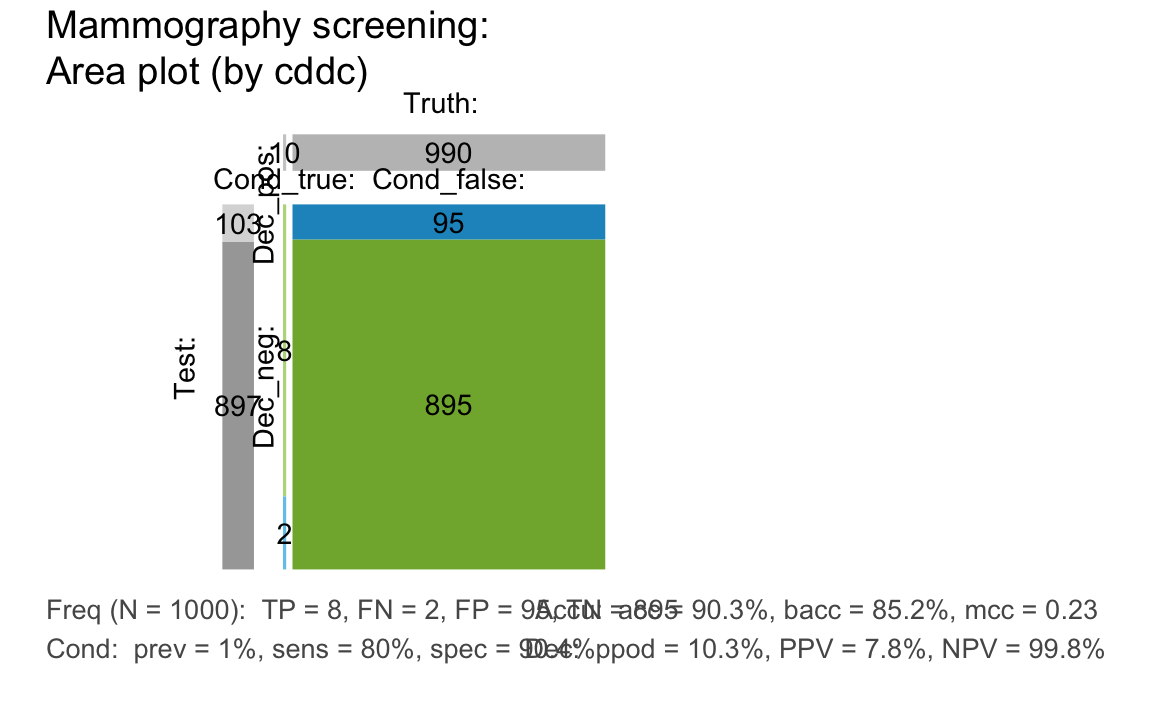 Mammography screening:
Area plot (by cddc)
Truth:
10
990
Cond_true:
Cond_false:
103
Dec_pos:
95
Test:
897
Dec_neg:
8
895
2
Freq (N = 1000):  TP = 8, FN = 2, FP = 95, TN = 895
Accu:  acc = 90.3%, bacc = 85.2%, mcc = 0.23
Cond:  prev = 1%, sens = 80%, spec = 90.4%
Dec:  ppod = 10.3%, PPV = 7.8%, NPV = 99.8%